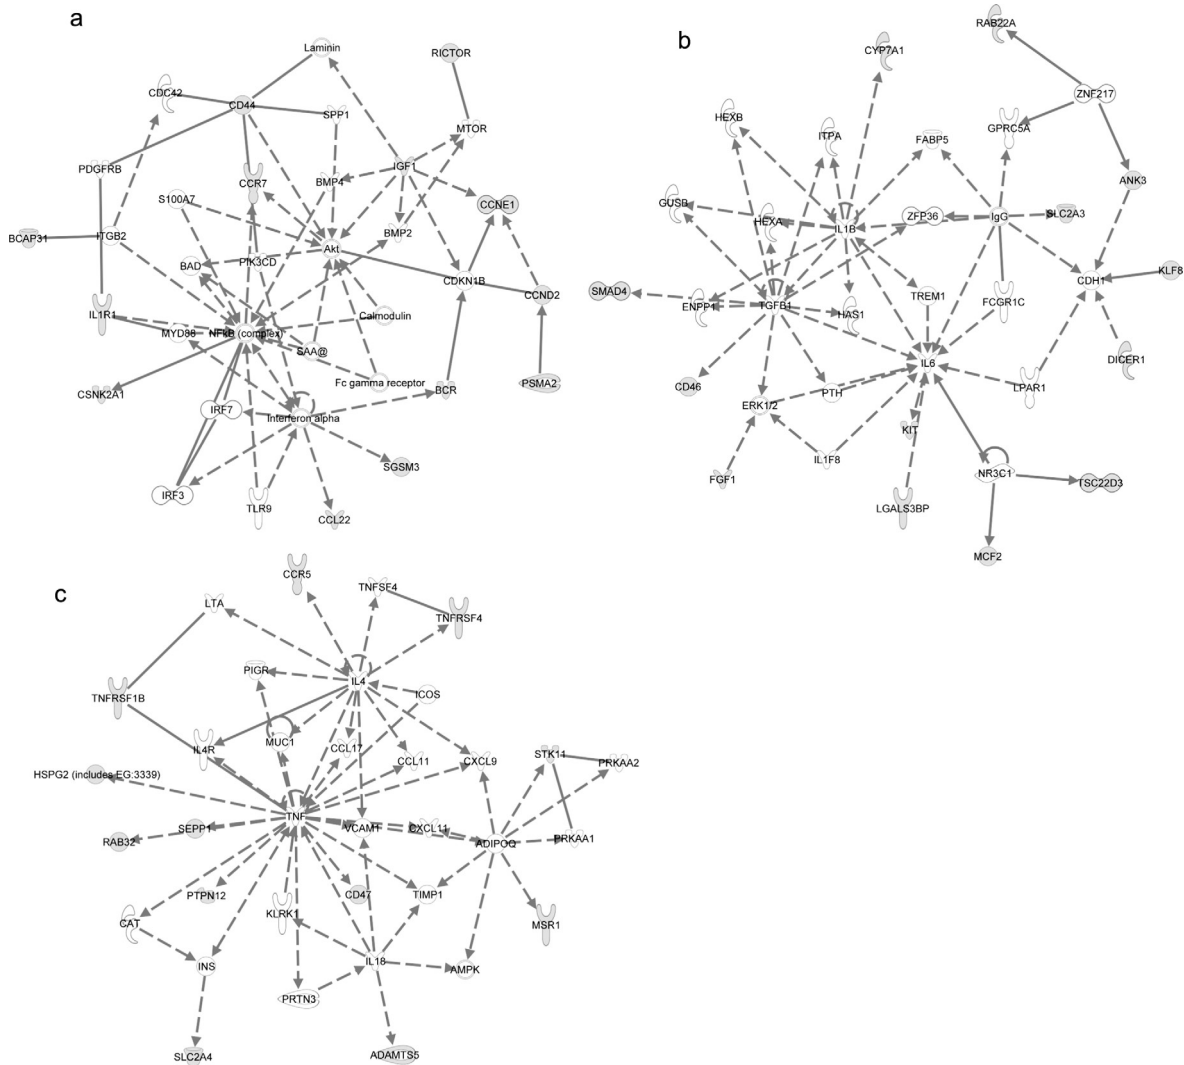 a
Laminin
RICTOR
CDC42
CD44
SPP1
MTOR
PDGFRB
IGF1
CCR7
BMP4
S100A7
CCNE1
BCAP31
ITGB2
BMP2
Akt
BAD
PIK3CD
CDKN1B
CCND2
IL1R1
Calmodulin
MYD88
NFkB (complex)
SAA@
Fc gamma receptor
CSNK2A1
BCR
PSMA2
IRF7
Interferon alpha
SGSM3
IRF3
TLR9
CCL22
b
RAB22A
CYP7A1
ZNF217
HEXB
ITPA
FABP5
GPRC5A
ANK3
GUSB
HEXA
IL1B
ZFP36
IgG
SLC2A3
SMAD4
ENPP1
TGFB1
HAS1
TREM1
FCGR1C
CDH1
KLF8
DICER1
CD46
IL6
LPAR1
ERK1/2
PTH
KIT
IL1F8
FGF1
NR3C1
TSC22D3
LGALS3BP
MCF2
c
CCR5
TNFSF4
LTA
TNFRSF4
PIGR
IL4
TNFRSF1B
ICOS
IL4R
MUC1
CCL17
CCL11
CXCL9
STK11
PRKAA2
HSPG2 (includes EG:3339)
TNF
SEPP1
VCAM1
CXCL11
RAB32
ADIPOQ
PRKAA1
PTPN12
CD47
TIMP1
CAT
KLRK1
MSR1
INS
IL18
AMPK
PRTN3
SLC2A4
ADAMTS5